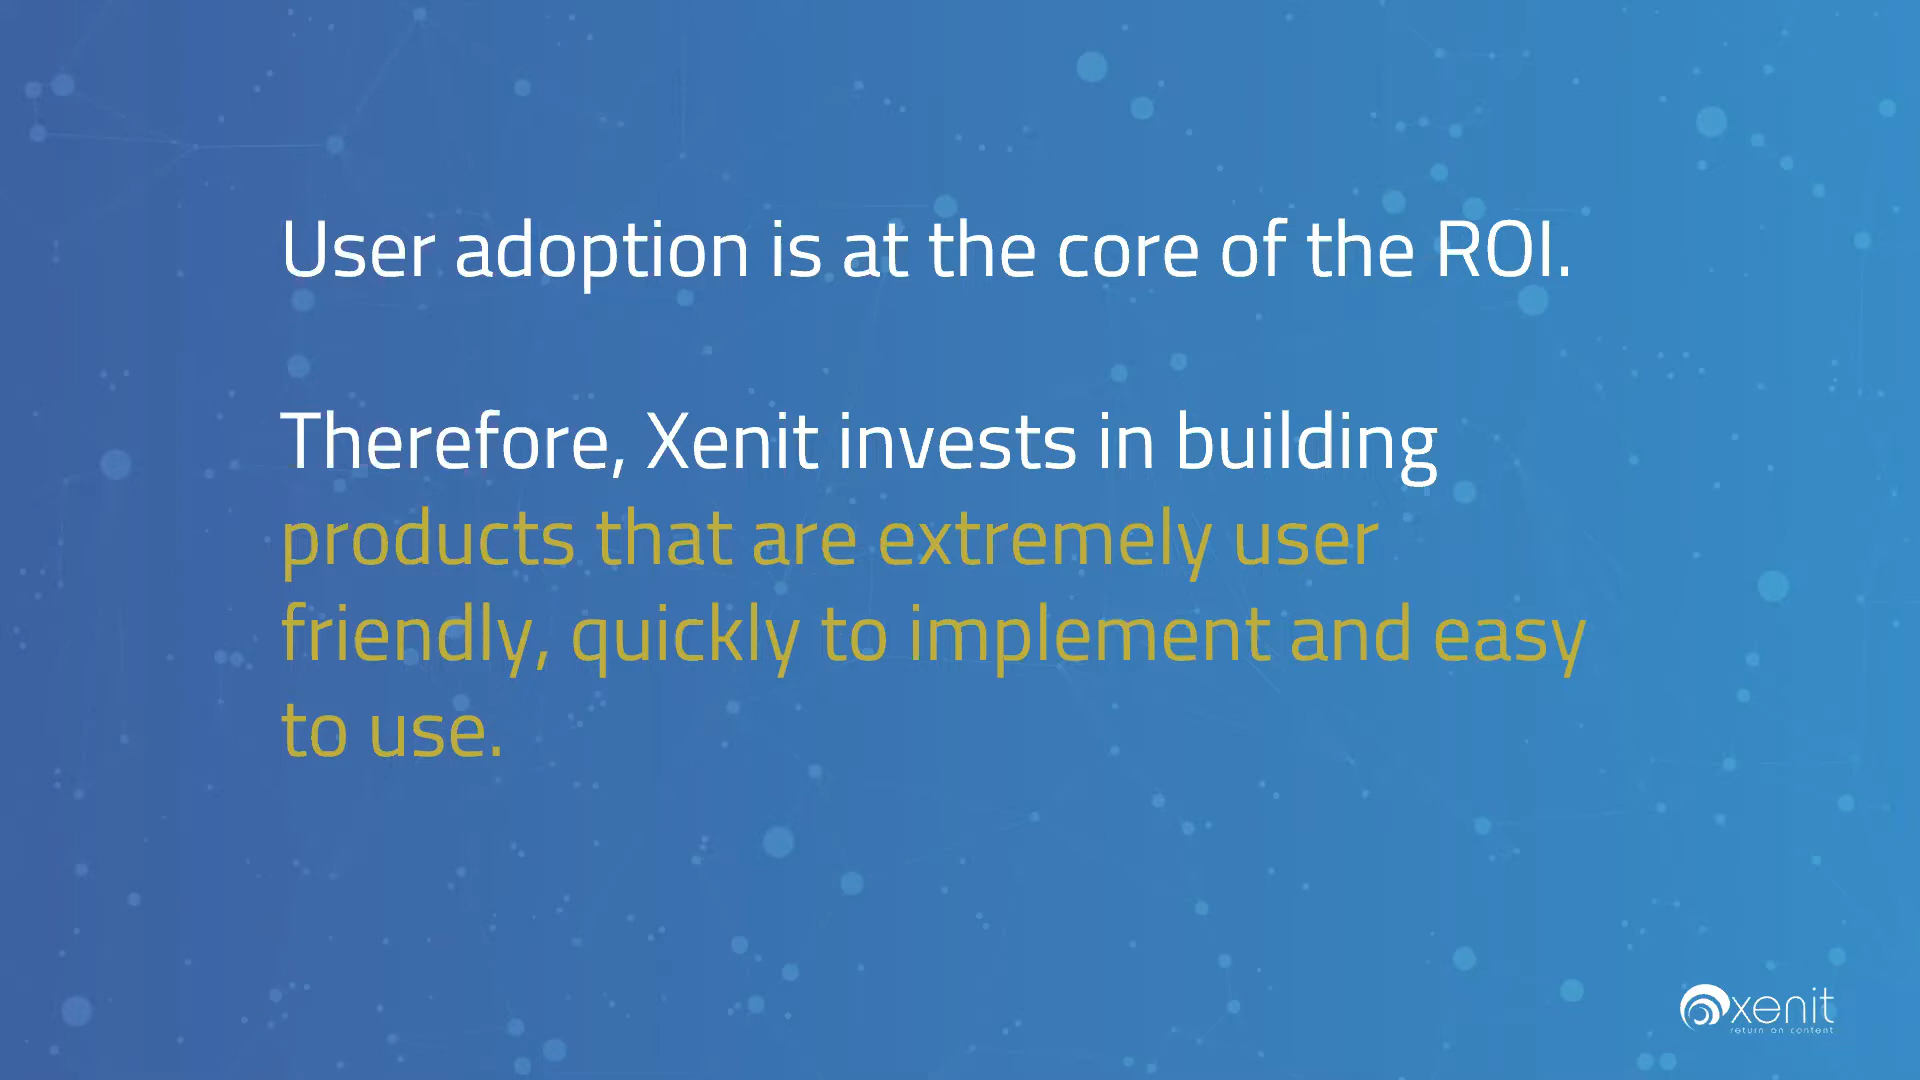 User adoption is at the core of the ROI.
Therefore, Xenit invests in building
products that are extremely user
friendly, quickly to implement and easy
to use.
xenit
return on content